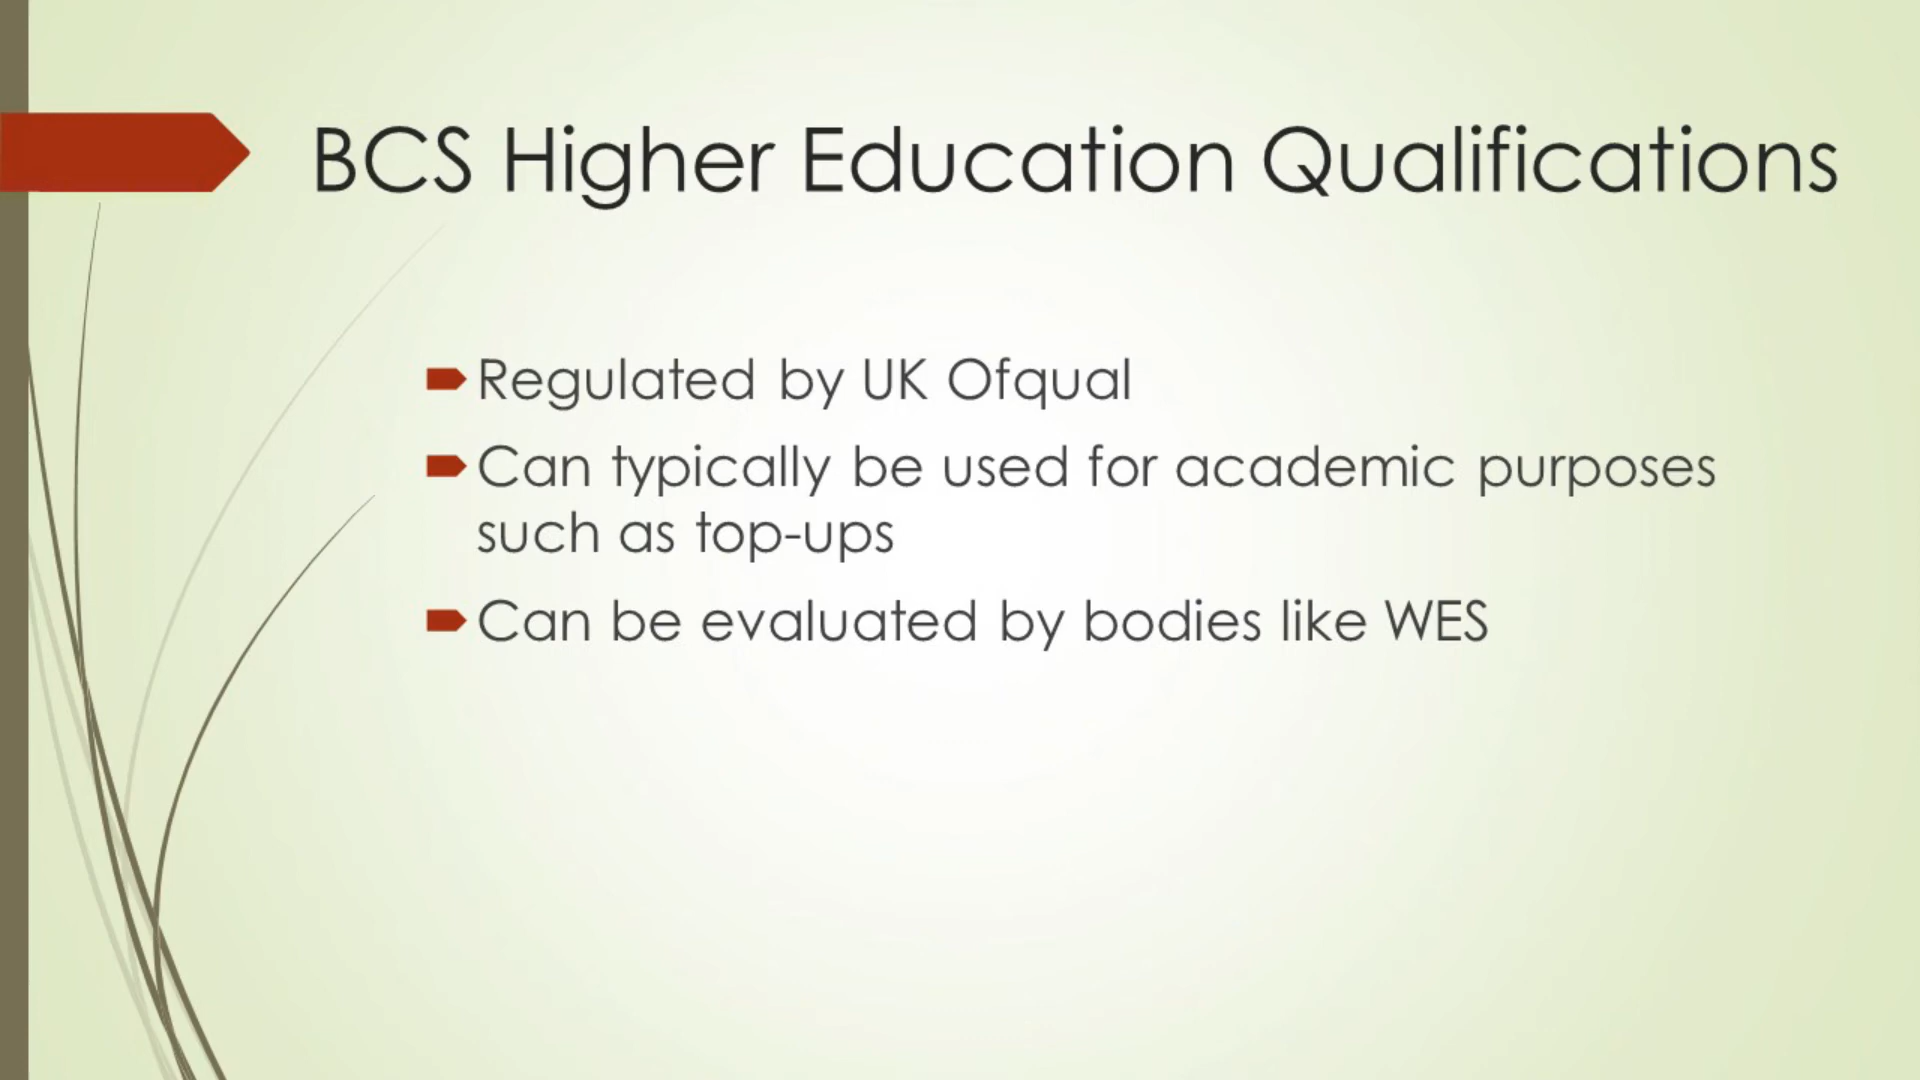 BCS Higher Education Qualifications
Regulated by UK Ofqual
Can typically be used for academic purposes
such as top-ups
Can be evaluated by bodies like WES